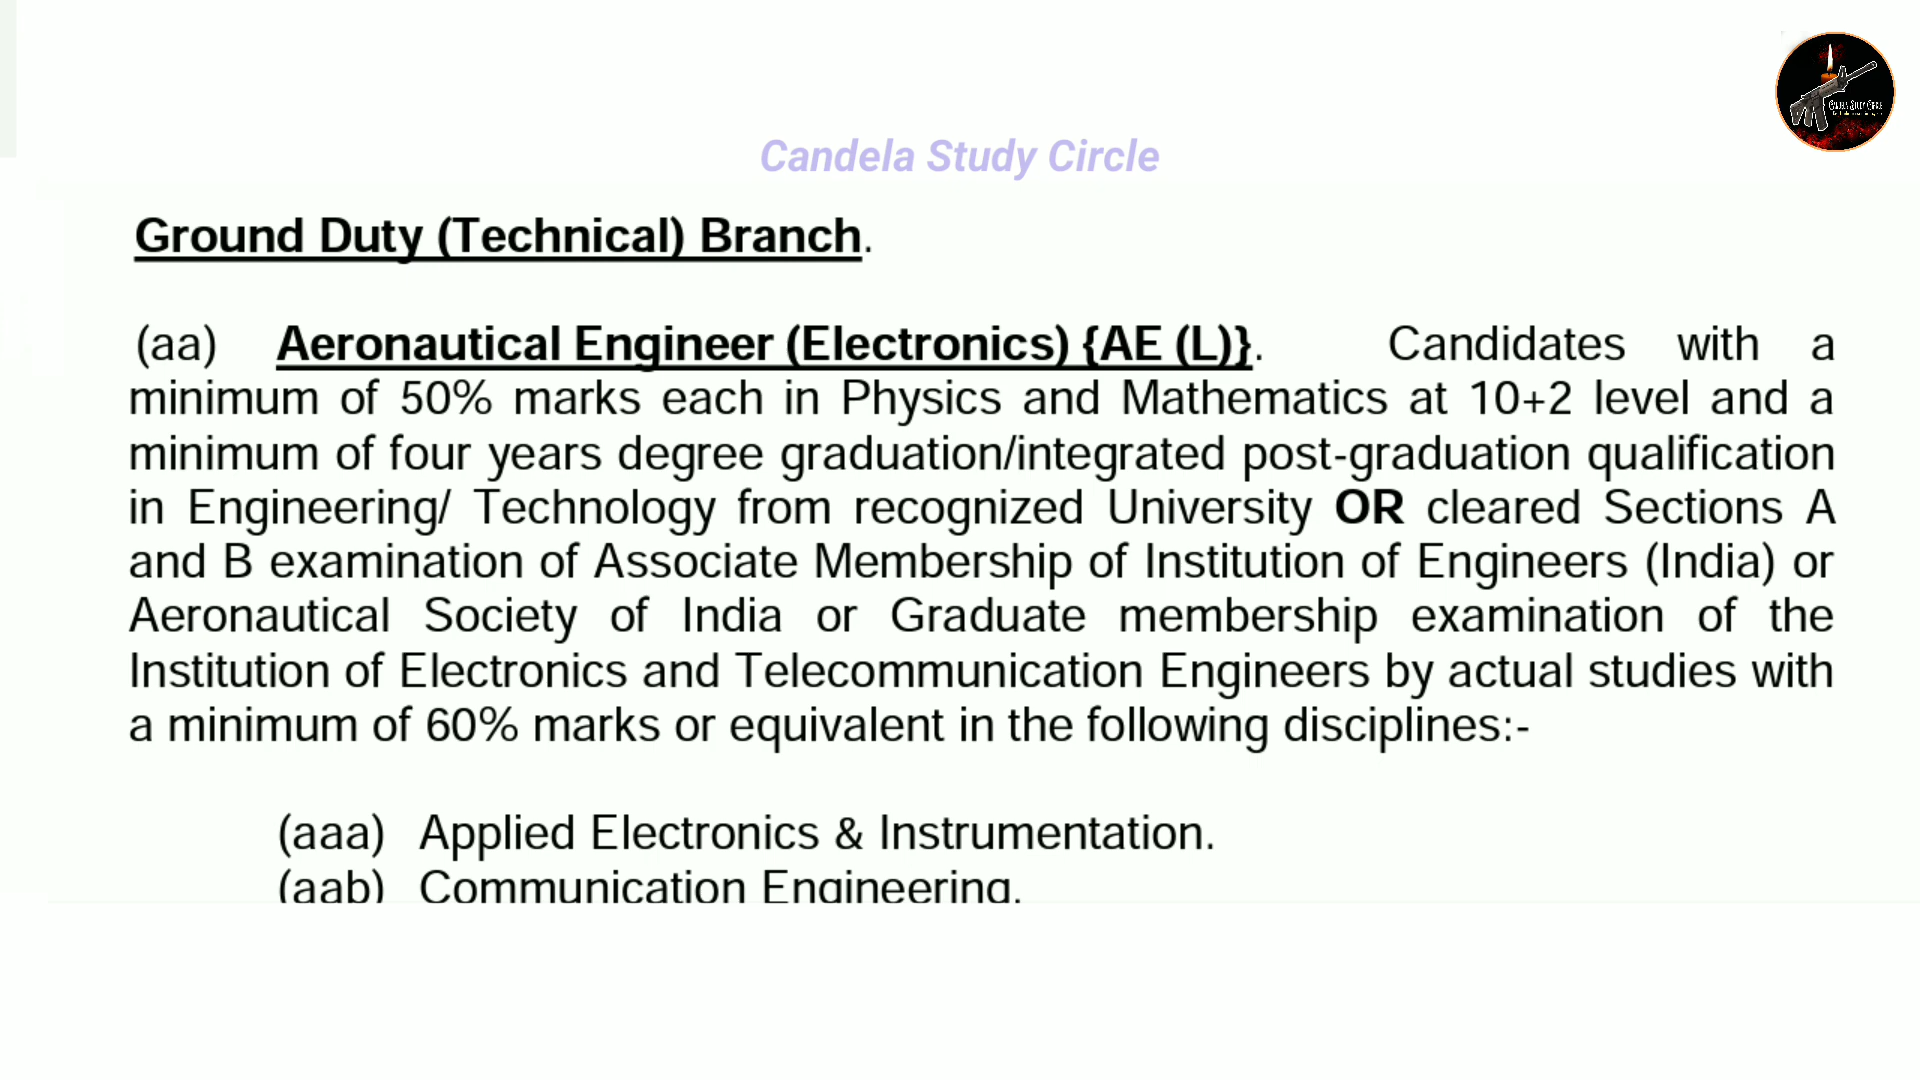 Candela Study Circle
Ground Duty (Technical) Branch.
(aa) Aeronautical Engineer (Electronics) {AE (L)}. Candidates with a
minimum of 50% marks each in Physics and Mathematics at 10+2 level and a
minimum of four years degree graduation/integrated post-graduation qualification
in Engineering/ Technology from recognized University OR cleared Sections A
and B examination of Associate Membership of Institution of Engineers (India) or
Aeronautical Society of India or Graduate membership examination of the
Institution of Electronics and Telecommunication Engineers by actual studies with
a minimum of 60% marks or equivalent in the following disciplines:-
(aaa) Applied Electronics & Instrumentation.
(aab) Communication Engineering.